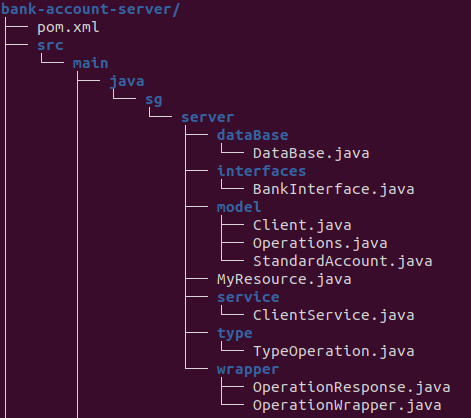 bank-account-server/
pom.xml
src
main
java
sg
server
dataBase
DataBase.java
interfaces
BankInterface.java
model
Client.java
Operations.java
StandardAccount.java
MyResource.java
service
ClientService.java
type
TypeOperation.java
wrapper
OperationResponse.java
OperationWrapper.java